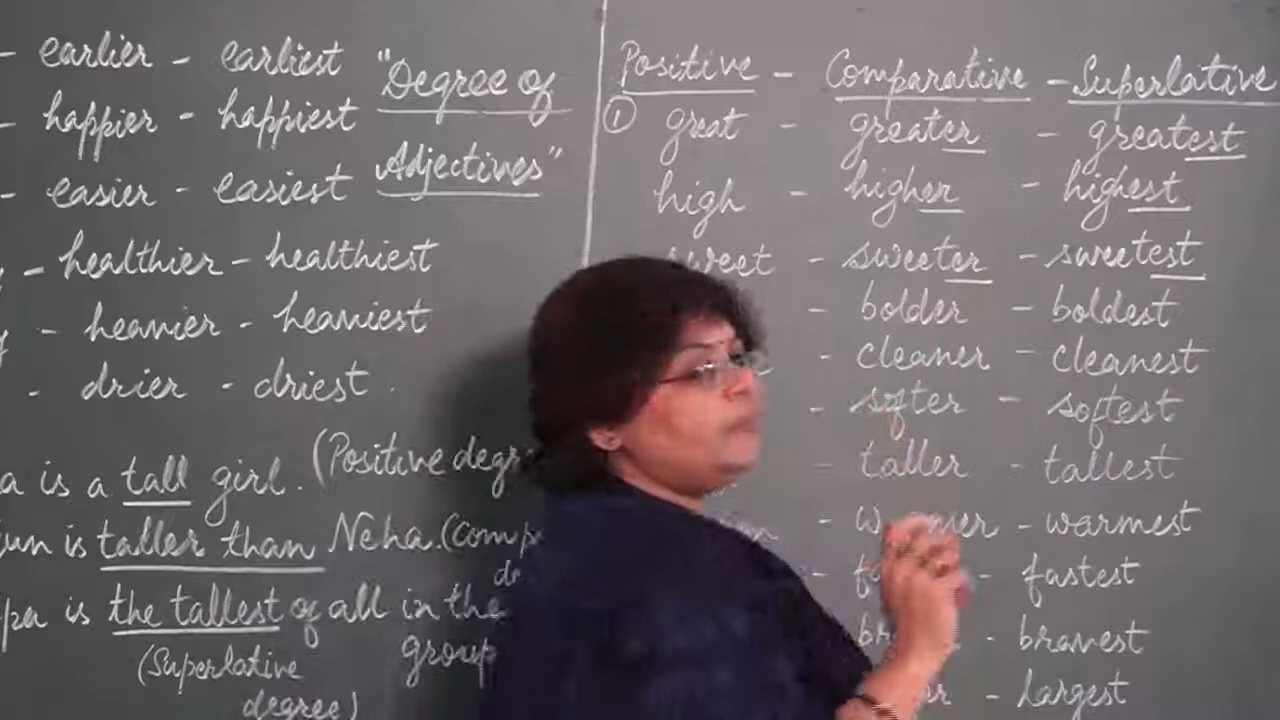 - earlier - earliest
- happier - happiest
- easier - easiest
- healthier - healthiest
- heavier - heaviest
- drier - driest
"Degree of
Adjectives"
a is a tall girl. (Positive degr
jun is taller than Neha. (Comp
is the tallest of all in the
group
(Superlative
degree)
Positive - Comparative - Superlative
① great - greater - greatest
high - higher - highest
sweet - sweeter - sweetest
- bolder - boldest
- cleaner - cleanest
- softer - softest
- taller - tallest
- warmest
- fastest
- bravest
- largest